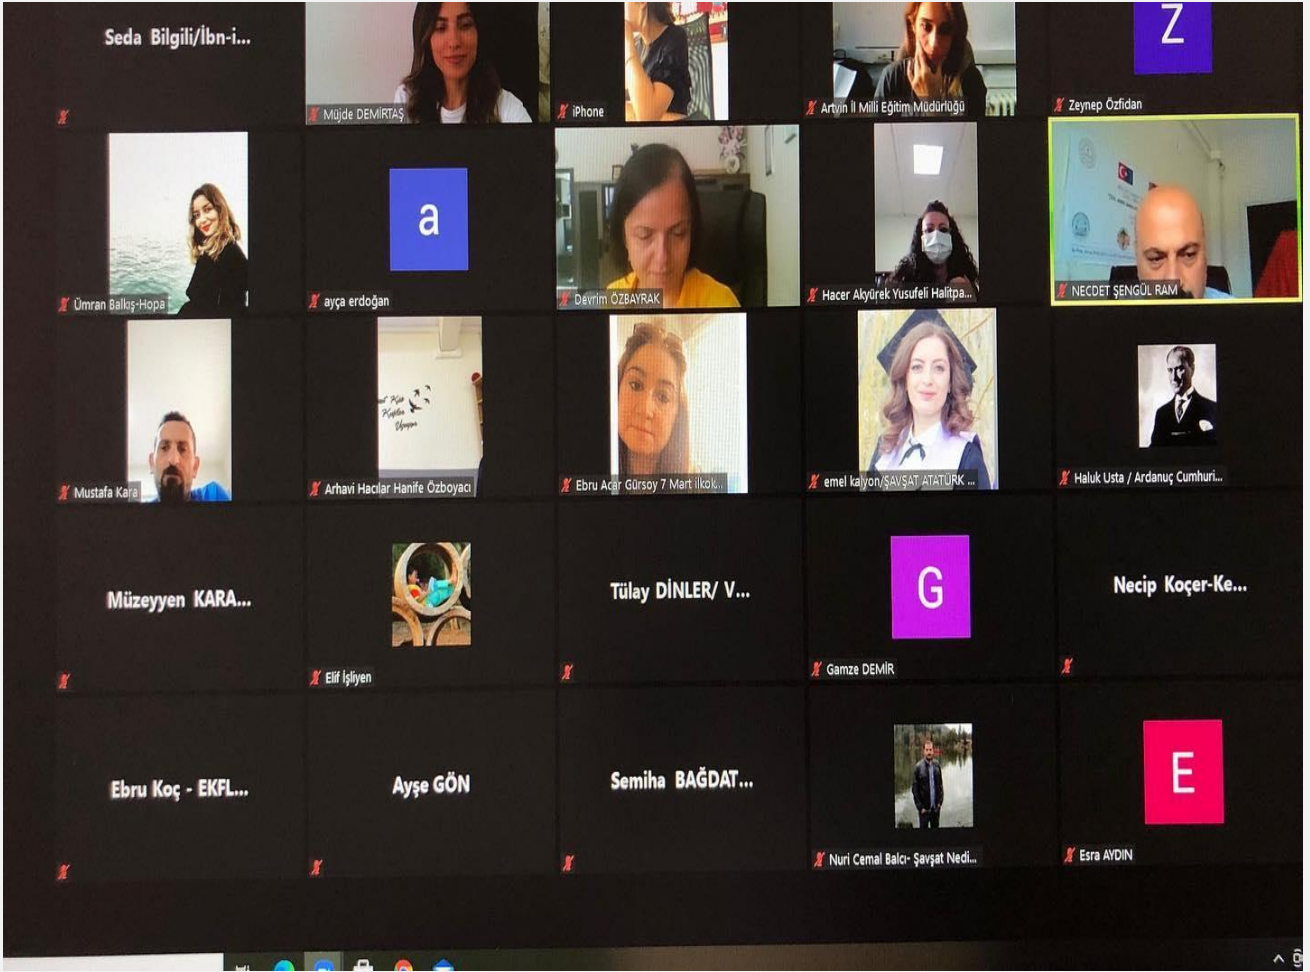 Seda Bilgili/İbn-i...
Müjde DEMİRTAŞ
iPhone
Artvin İl Milli Eğitim Müdürlüğü
Z
Zeynep Özfidan
Ümran Balkış-Hopa
a
ayça erdoğan
Devrim ÖZBAYRAK
Hacer Akyürek Yusufeli Halitpa...
NECDET ŞENGÜL RAM
Mustafa Kara
Arhavi Hacılar Hanife Özboyacı
Ebru Acar Gürsoy 7 Mart ilkok...
emel kalyon/ŞAVŞAT ATATÜRK ...
Haluk Usta / Ardanuç Cumhuri...
Müzeyyen KARA...
Elif İşliyen
Tülay DİNLER/ V...
G
Gamze DEMİR
Necip Koçer-Ke...
Ebru Koç - EKFL...
Ayşe GÖN
Semiha BAĞDAT...
Nuri Cemal Balcı- Şavşat Nedi...
E
Esra AYDIN